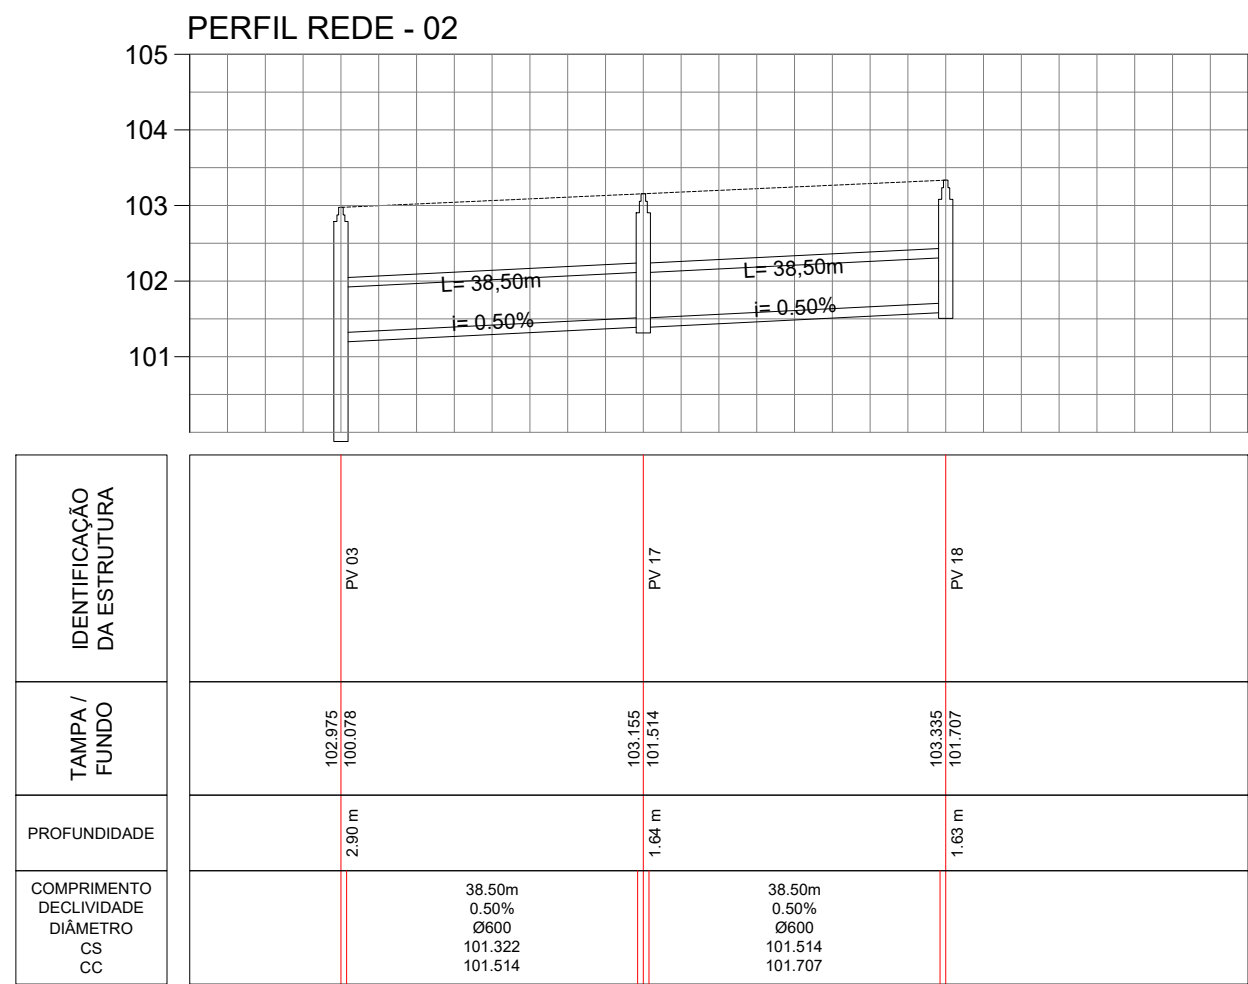 PERFIL REDE - 02
105
104
103
102
101
L= 38,50m
i= 0.50%
L= 38,50m
i= 0.50%
IDENTIFICAÇÃO
DA ESTRUTURA
PV 03
PV 17
PV 18
TAMPA /
FUNDO
102.975
100.078
103.155
101.514
103.335
101.707
PROFUNDIDADE
2.90 m
1.64 m
1.63 m
COMPRIMENTO
DECLIVIDADE
DIÂMETRO
CS
CC
38.50m
0.50%
Ø600
101.322
101.514
38.50m
0.50%
Ø600
101.514
101.707